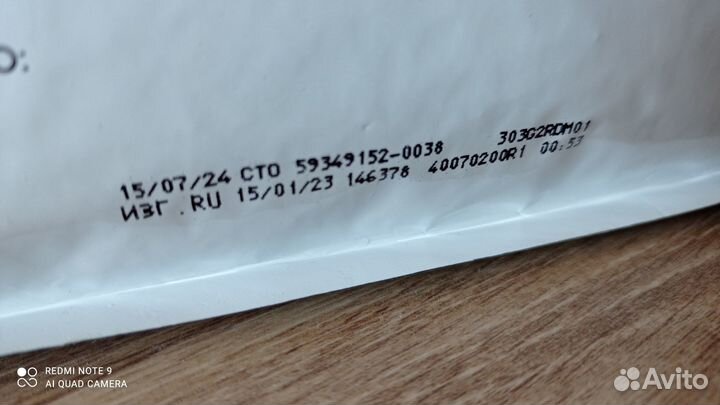 О:
15/07/24 СТО 59349152-0038 303G2RDM01
ИЗГ.RU 15/01/23 146378 40070200R1 00:53
REDMI NOTE 9
AI QUAD CAMERA
Avito